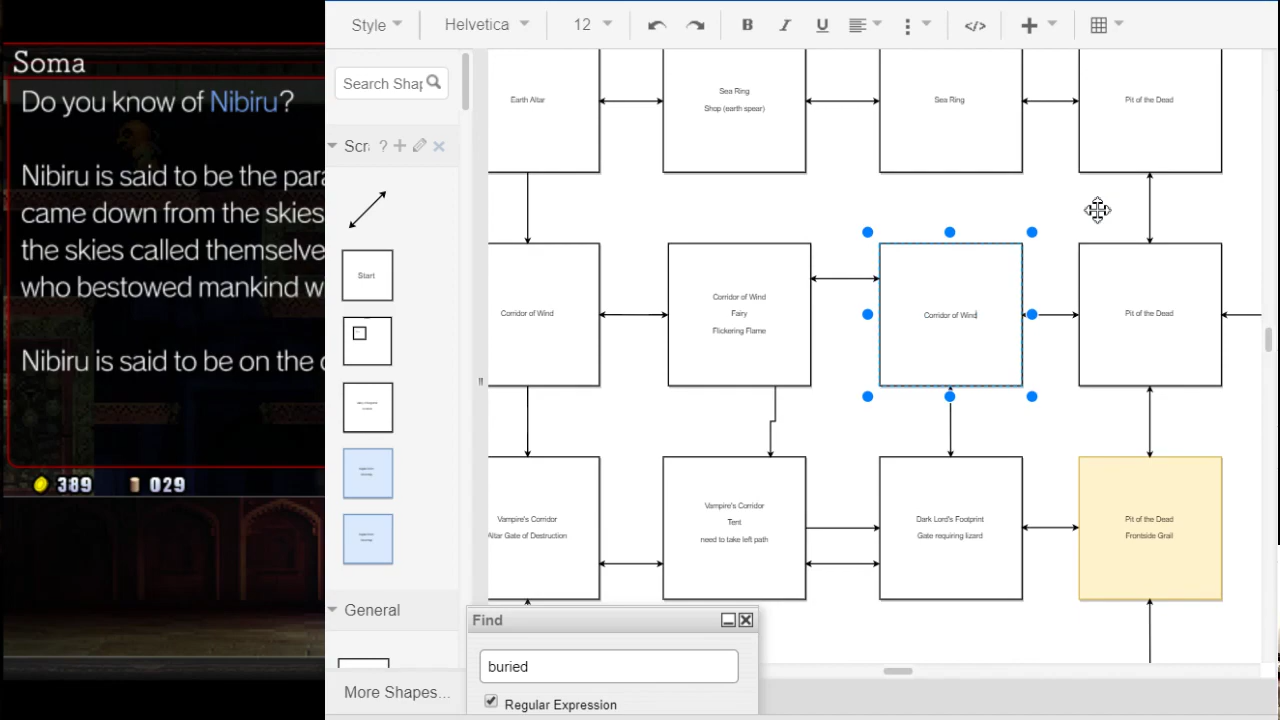 Soma
Do you know of Nibiru?
Nibiru is said to be the par
came down from the skies
the skies called themselve
who bestowed mankind w
Nibiru is said to be on the
389
029
Style
Helvetica
12
B
I
U
</>
Search Shap
Scr
?
Start
General
More Shapes...
Earth Altar
Sea Ring
Shop (earth spear)
Sea Ring
Pit of the Dead
Corridor of Wind
Corridor of Wind
Fairy
Flickering Flame
Corridor of Wind
Pit of the Dead
Vampire's Corridor
Altar Gate of Destruction
Vampire's Corridor
Tent
need to take left path
Dark Lord's Footprint
Gate requiring lizard
Pit of the Dead
Frontside Grail
Find
buried
Regular Expression